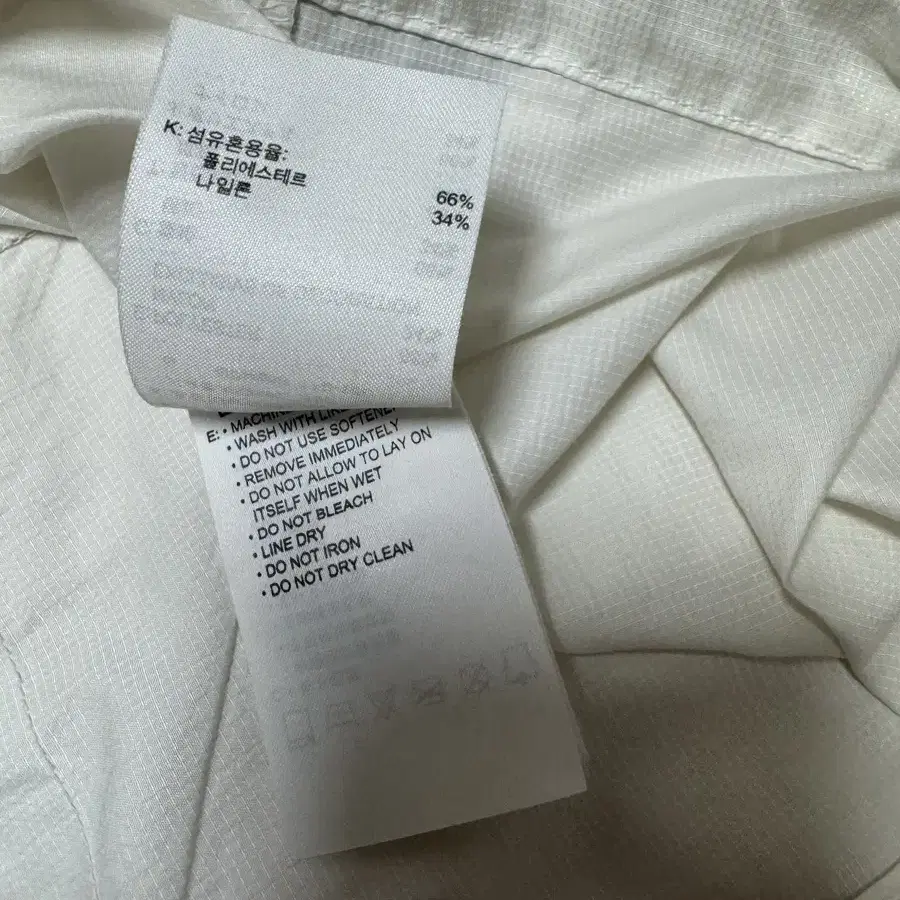 K: 섬유혼용율:
폴리에스테르 66%
나일론 34%
E: • MACHIN
• WASH WITH LIKE
• DO NOT USE SOFTENE
• REMOVE IMMEDIATELY
• DO NOT ALLOW TO LAY ON
ITSELF WHEN WET
• DO NOT BLEACH
• LINE DRY
• DO NOT IRON
• DO NOT DRY CLEAN